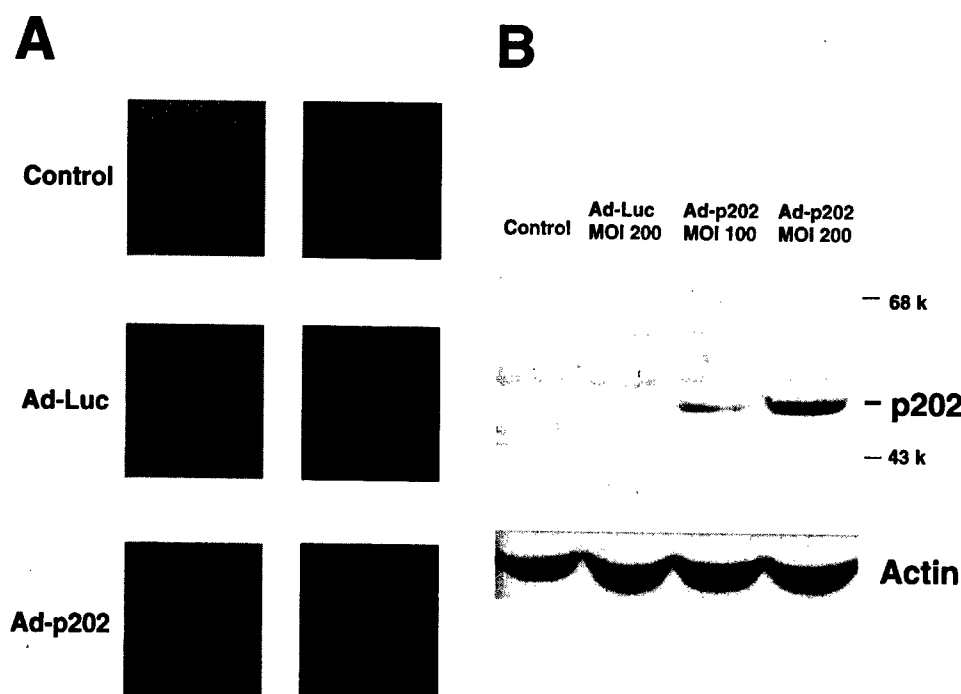 A
Control
Ad-Luc
Ad-p202
B
Control
Ad-Luc
MOI 200
Ad-p202
MOI 100
Ad-p202
MOI 200
68 k
p202
43 k
Actin